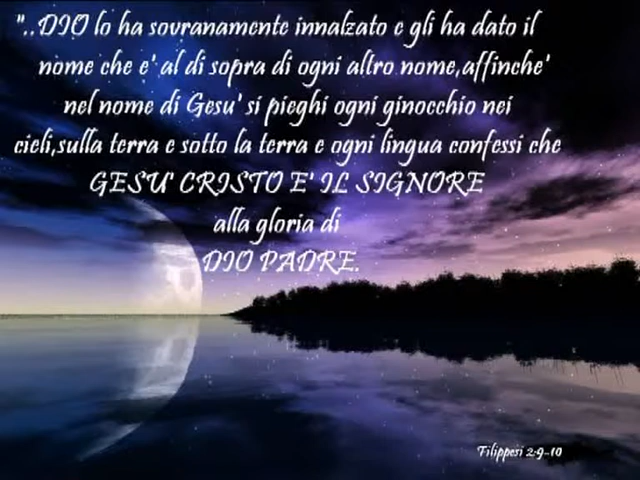 "..DIO lo ha sovranamente innalzato e gli ha dato il
nome che e' al di sopra di ogni altro nome,affinche'
nel nome di Gesu' si pieghi ogni ginocchio nei
cieli,sulla terra e sotto la terra e ogni lingua confessi che
GESU' CRISTO E' IL SIGNORE
alla gloria di
DIO PADRE.
Filippesi 2:9-10